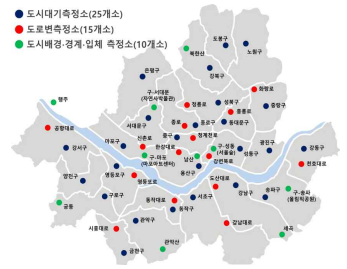 도시대기측정소(25개소)
도로변측정소(15개소)
도시배경·경계·입체 측정소(10개소)
도봉구
북한산
노원구
강북구
은평구
화랑로
구·서대문
(자연사박물관)
정릉로
성북구
중랑구
행주
홍릉로
서대문구
종로
종로구
동대문구
공항대로
마포구
신촌로
중구
청계천로
강서구
한강대로
구·마포
(하모하모센터)
남산
구·성동
(서울숲)
성동구
광진구
강동구
강변북로
천호대로
양천구
영등포구
용산구
영등포로
도산대로
궁동
구로구
동작대로
서초구
강남구
송파구
구·송파
(올림픽공원)
동작구
시흥대로
관악구
강남대로
세곡
금천구
관악산